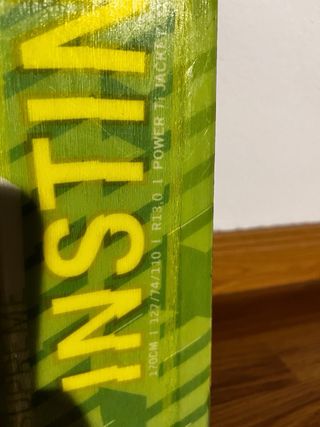 INSTIN
170CM | 127/74/110 | R13.0 | POWER Ti JACKET